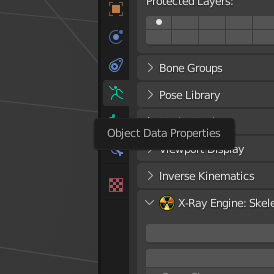 Protected Layers:
Bone Groups
Pose Library
Object Data Properties
Viewport Display
Inverse Kinematics
X-Ray Engine: Skele